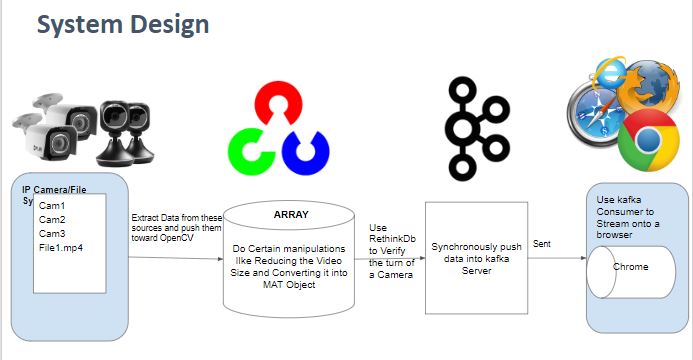 System Design
IP Camera/File
Sy
Cam1
Cam2
Cam3
File1.mp4
Extract Data from these
sources and push them
toward OpenCV
ARRAY
Do Certain manipulations
lIke Reducing the Video
Size and Converting it into
MAT Object
Use
RethinkDb
to Verify
the turn of
a Camera
Synchronously push
data into kafka
Server
Sent
Use kafka
Consumer to
Stream onto a
browser
Chrome